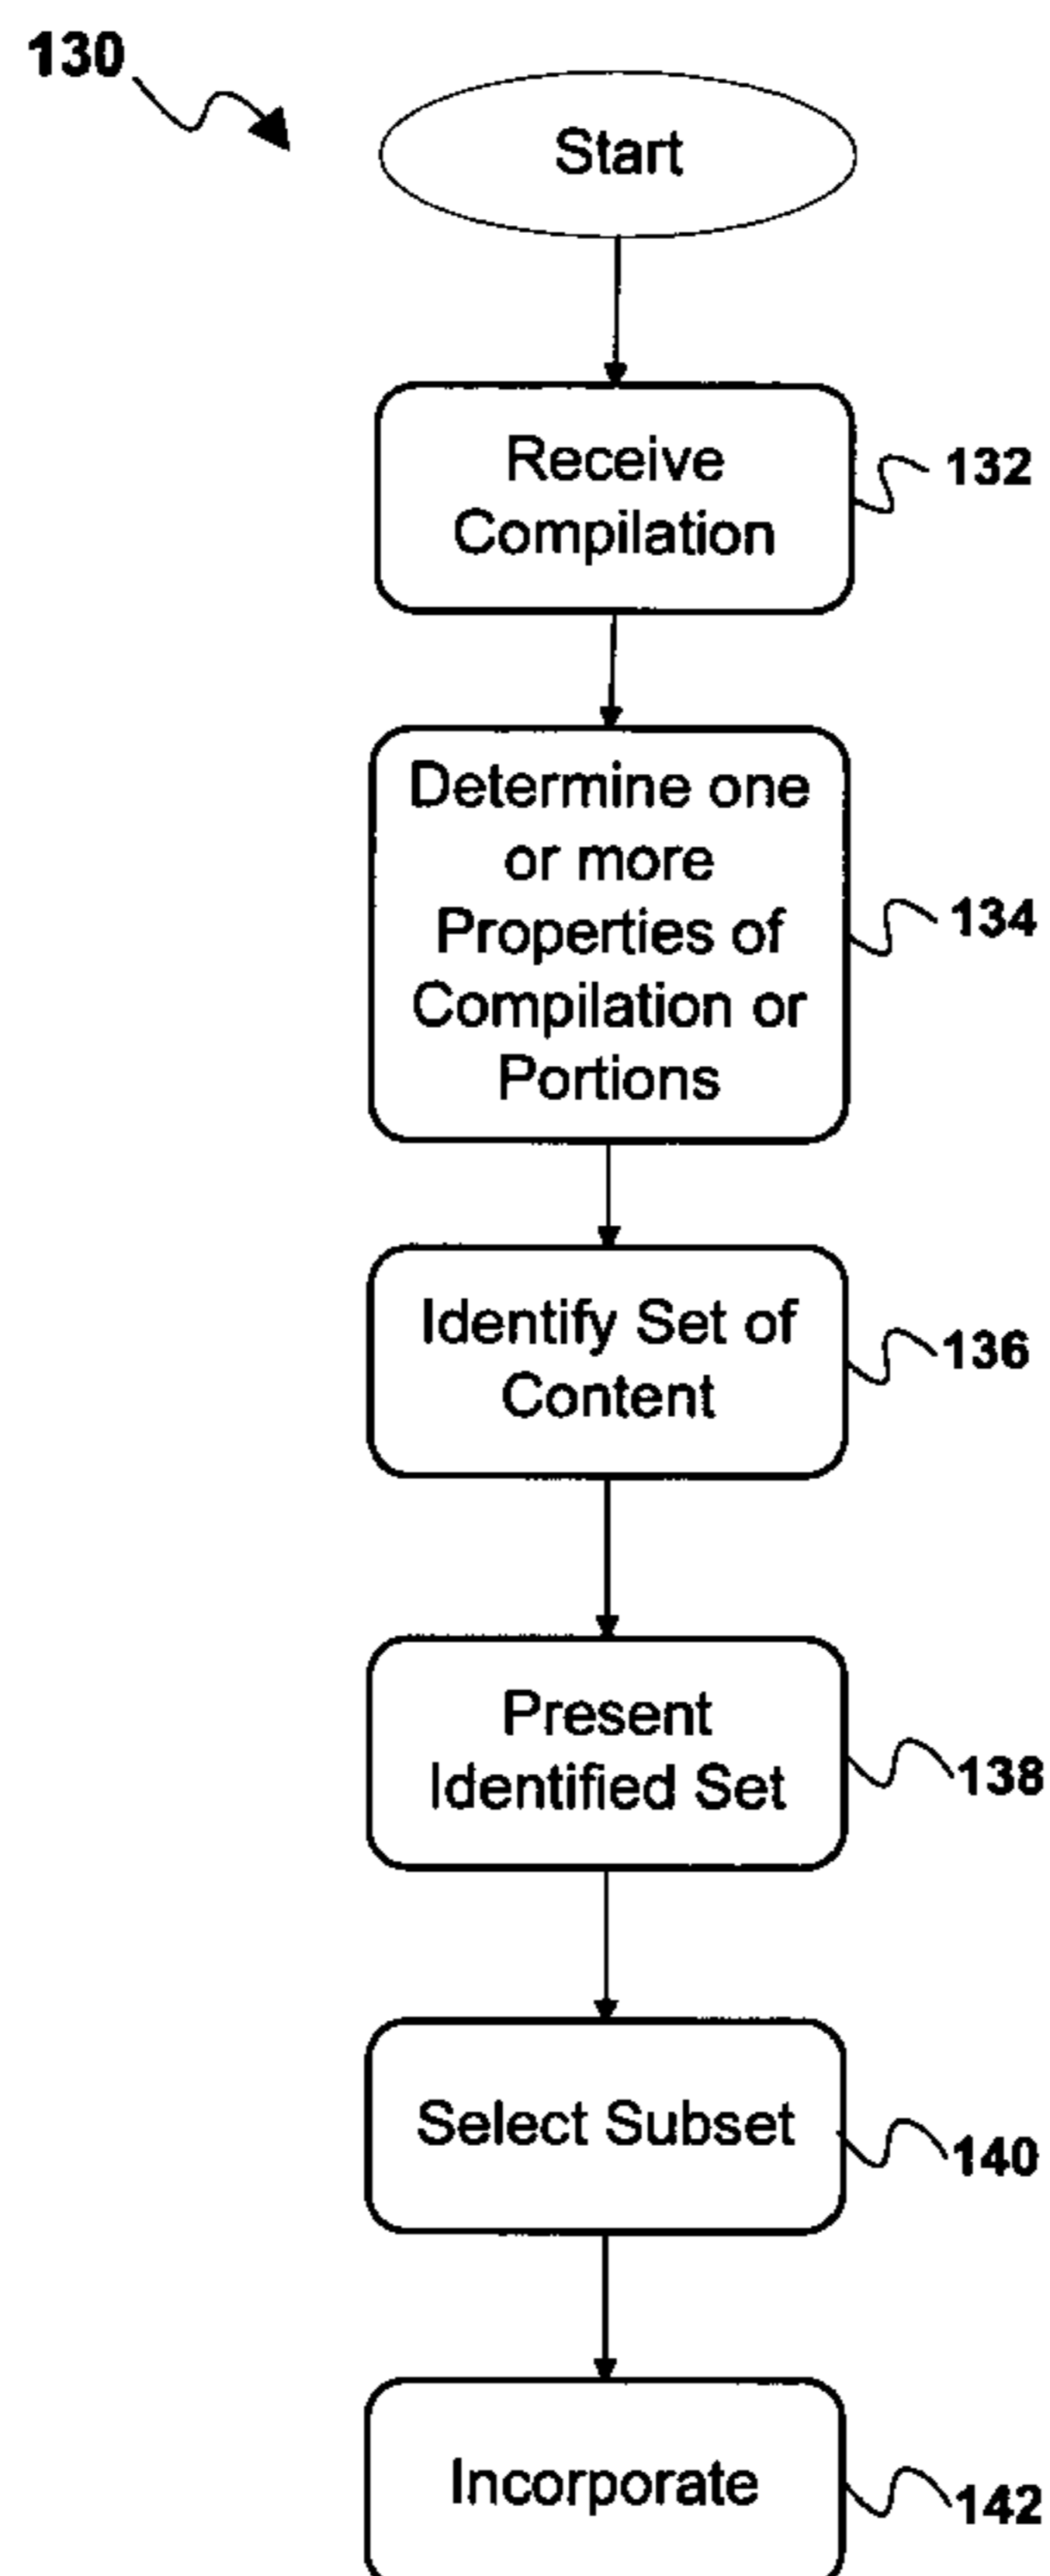 130
Start
Receive
Compilation
132
Determine one
or more
Properties of
Compilation or
Portions
134
Identify Set of
Content
136
Present
Identified Set
138
Select Subset
140
Incorporate
142